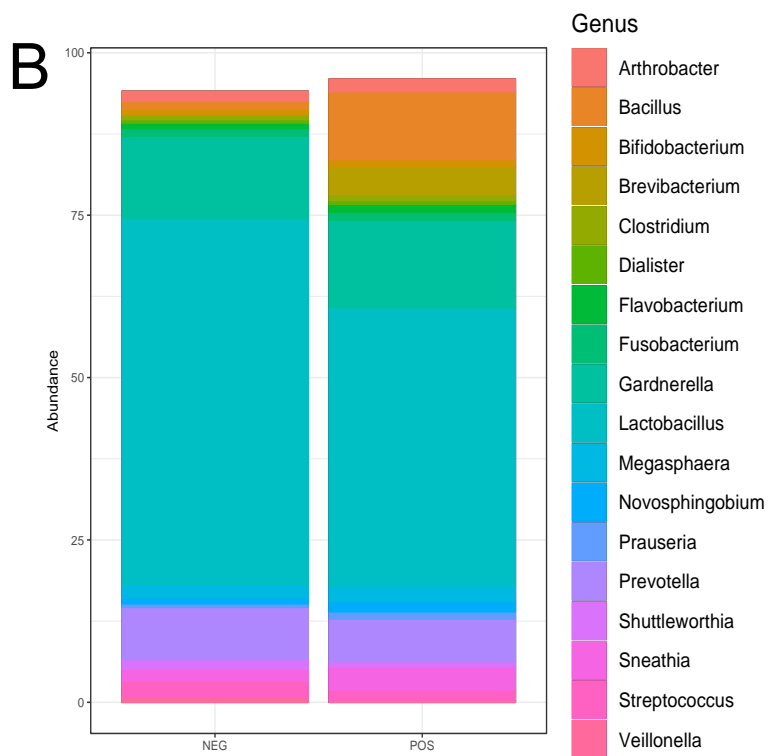 B
Genus
Arthrobacter
Bacillus
Bifidobacterium
Brevibacterium
Clostridium
Dialister
Flavobacterium
Fusobacterium
Gardnerella
Lactobacillus
Megasphaera
Novosphingobium
Prauseria
Prevotella
Shuttleworthia
Sneathia
Streptococcus
Veillonella
Abundance
100
75
50
25
0
NEG
POS